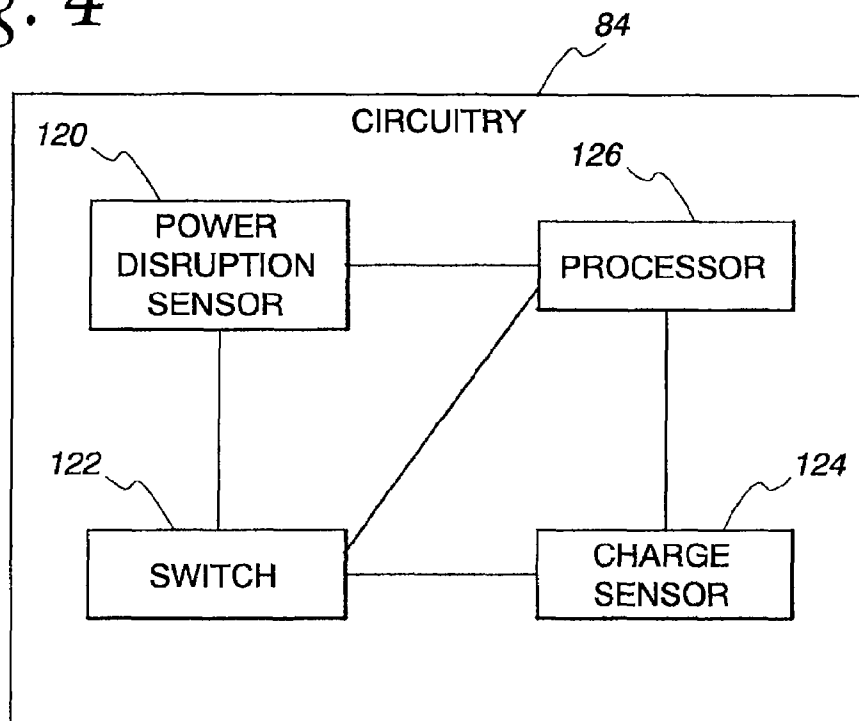 g. 4
84
CIRCUITRY
120
126
POWER
DISRUPTION
SENSOR
PROCESSOR
122
124
SWITCH
CHARGE
SENSOR